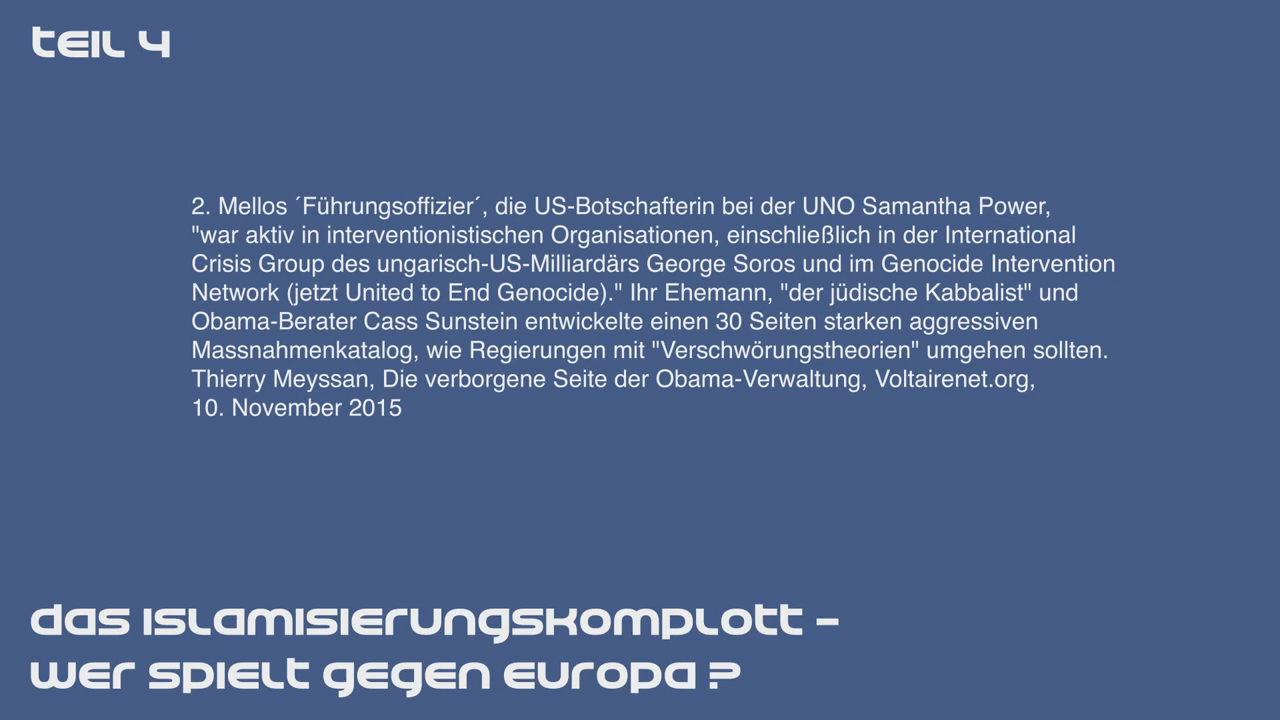 Teil 4
2. Mellos ´Führungsoffizier´, die US-Botschafterin bei der UNO Samantha Power,
"war aktiv in interventionistischen Organisationen, einschließlich in der International
Crisis Group des ungarisch-US-Milliardärs George Soros und im Genocide Intervention
Network (jetzt United to End Genocide)." Ihr Ehemann, "der jüdische Kabbalist" und
Obama-Berater Cass Sunstein entwickelte einen 30 Seiten starken aggressiven
Massnahmenkatalog, wie Regierungen mit "Verschwörungstheorien" umgehen sollten.
Thierry Meyssan, Die verborgene Seite der Obama-Verwaltung, Voltairenet.org,
10. November 2015
das Islamisierungskomplott –
wer spielt gegen Europa ?